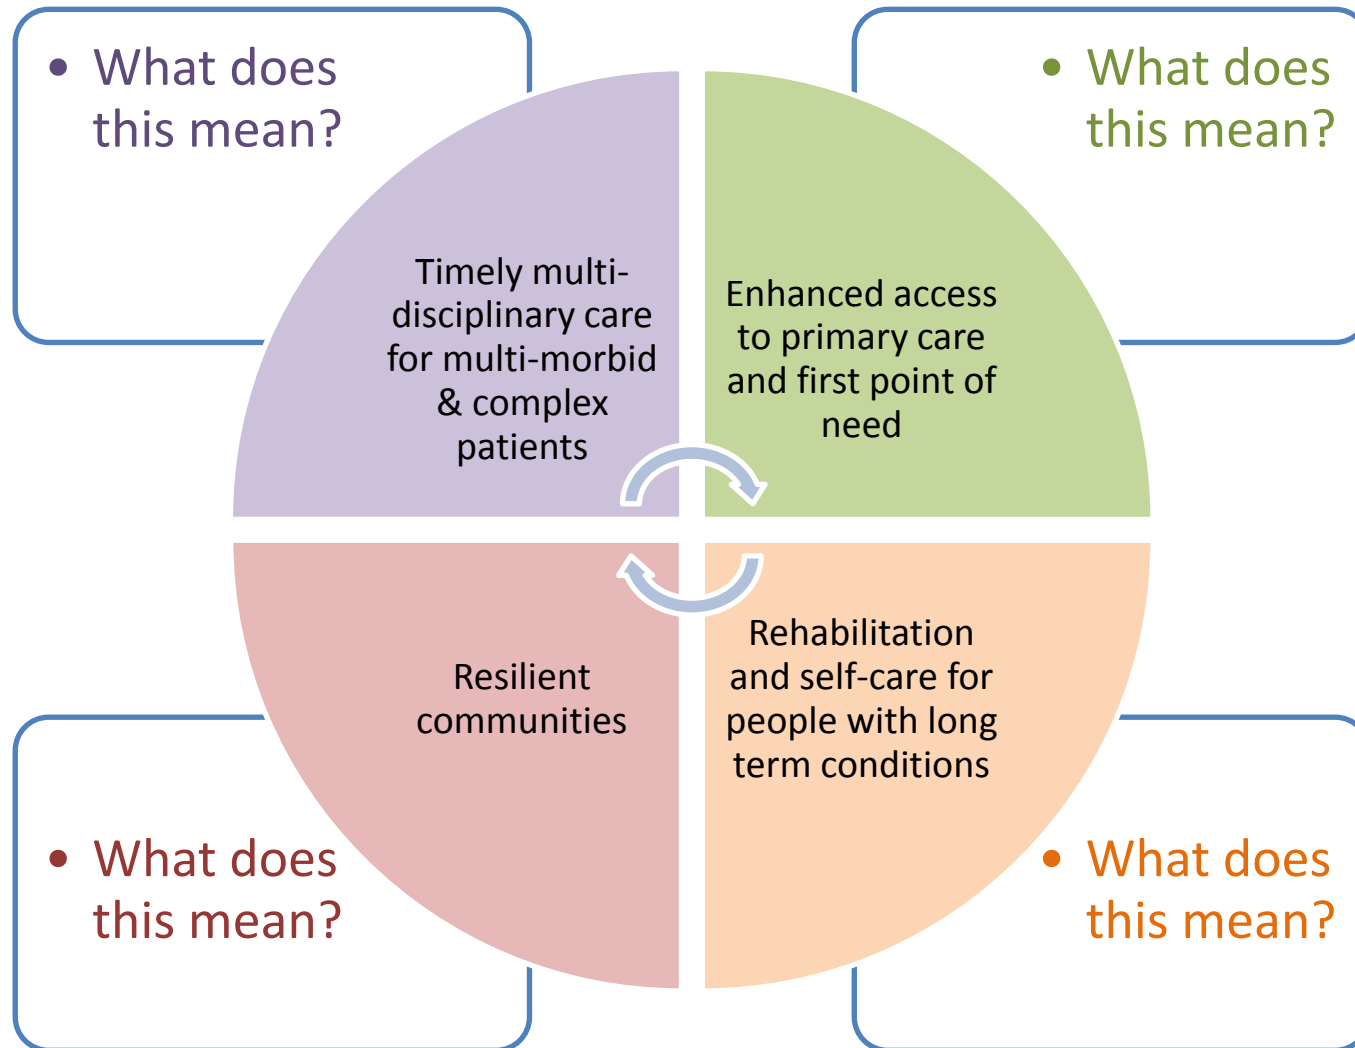 • What does
this mean?
• What does
this mean?
Timely multi-
disciplinary care
for multi-morbid
& complex
patients
Enhanced access
to primary care
and first point of
need
Resilient
communities
Rehabilitation
and self-care for
people with long
term conditions
• What does
this mean?
• What does
this mean?